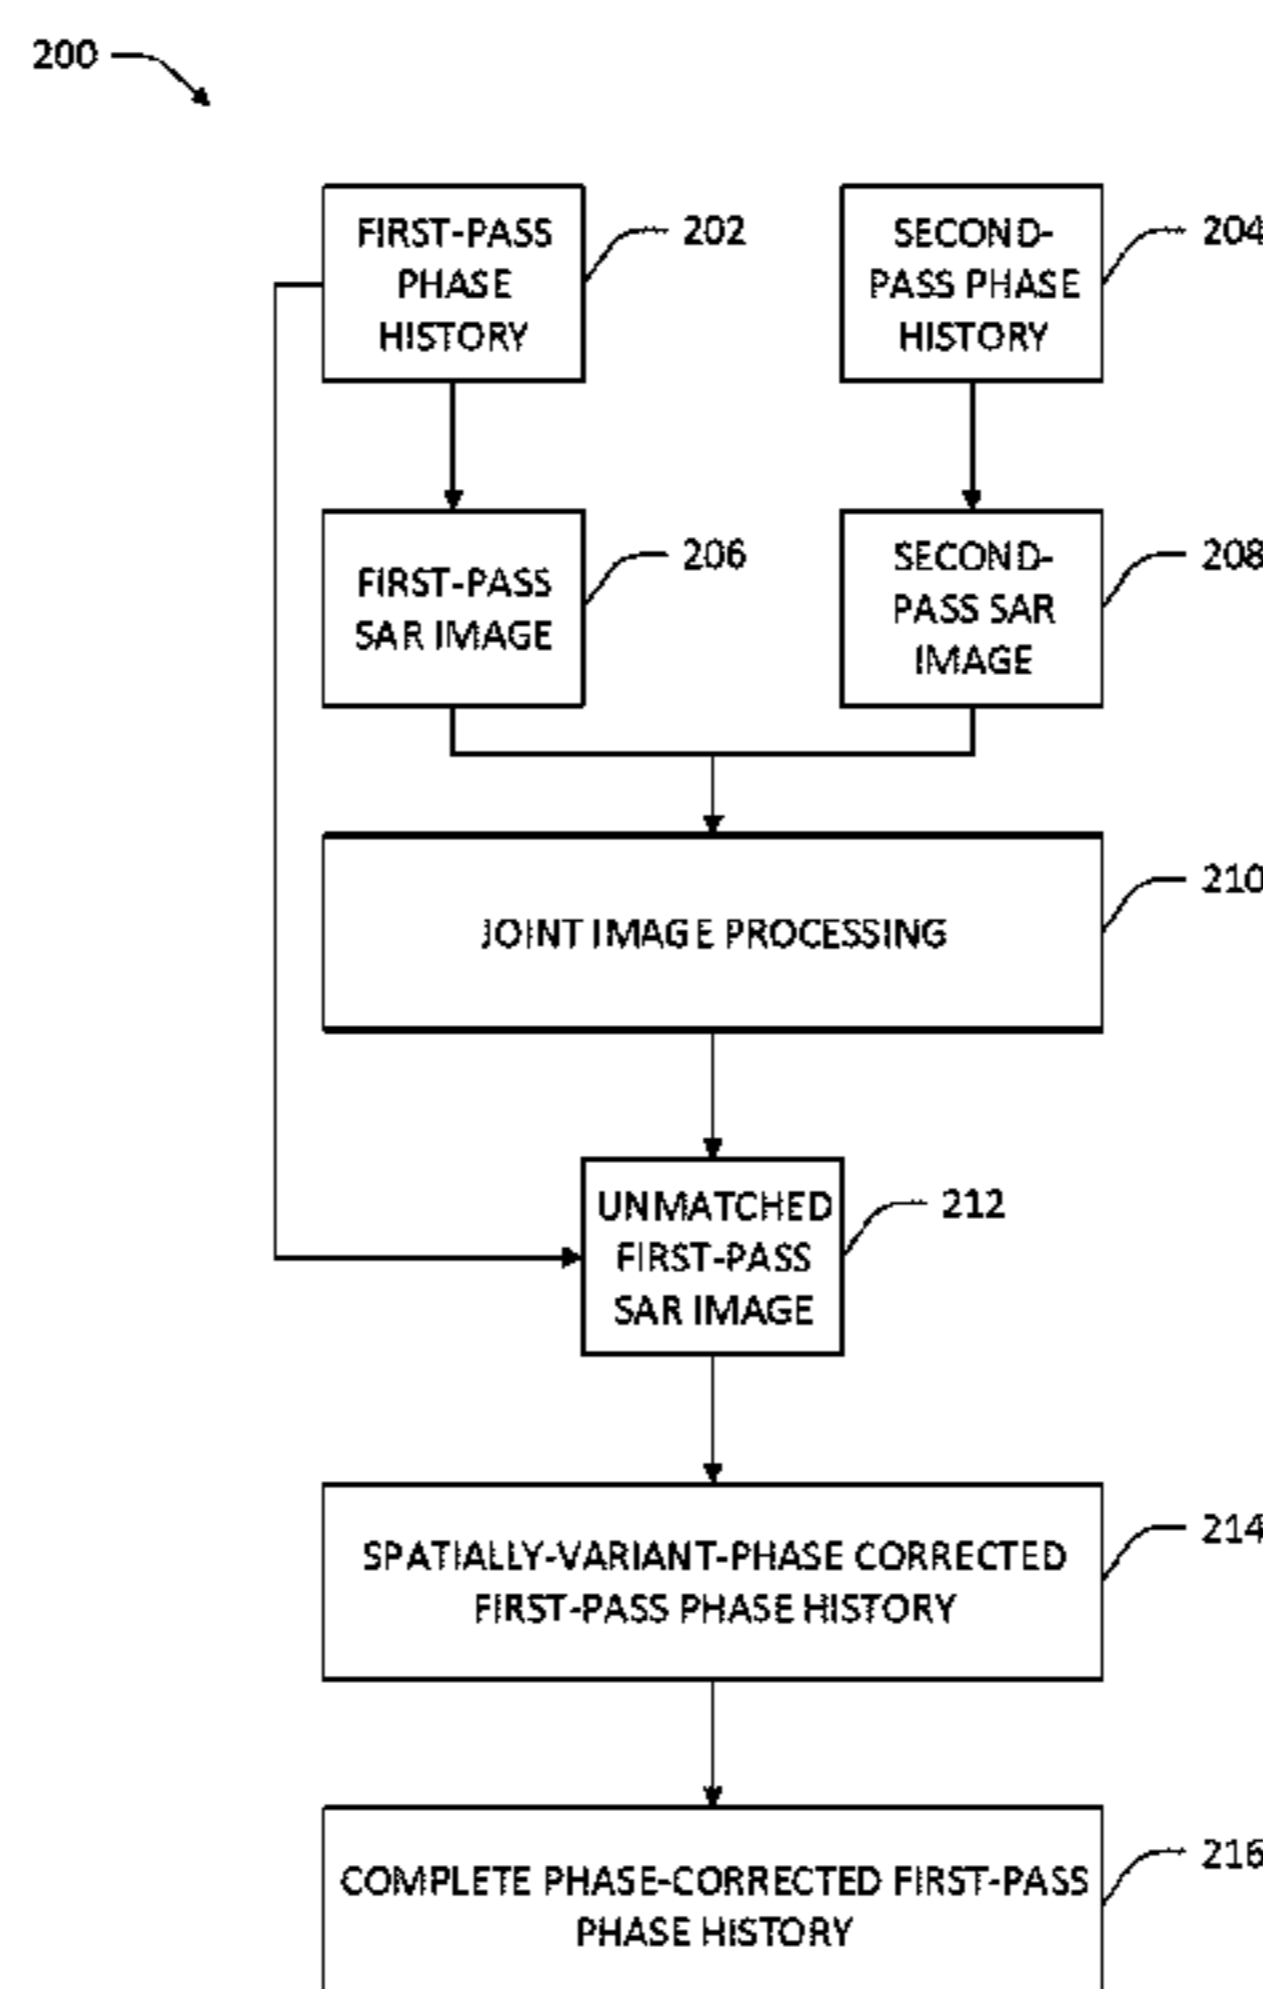 200
FIRST-PASS
PHASE
HISTORY
202
SECOND-
PASS PHASE
HISTORY
204
FIRST-PASS
SAR IMAGE
206
SECOND-
PASS SAR
IMAGE
208
JOINT IMAGE PROCESSING
210
UNMATCHED
FIRST-PASS
SAR IMAGE
212
SPATIALLY-VARIANT-PHASE CORRECTED
FIRST-PASS PHASE HISTORY
214
COMPLETE PHASE-CORRECTED FIRST-PASS
PHASE HISTORY
216